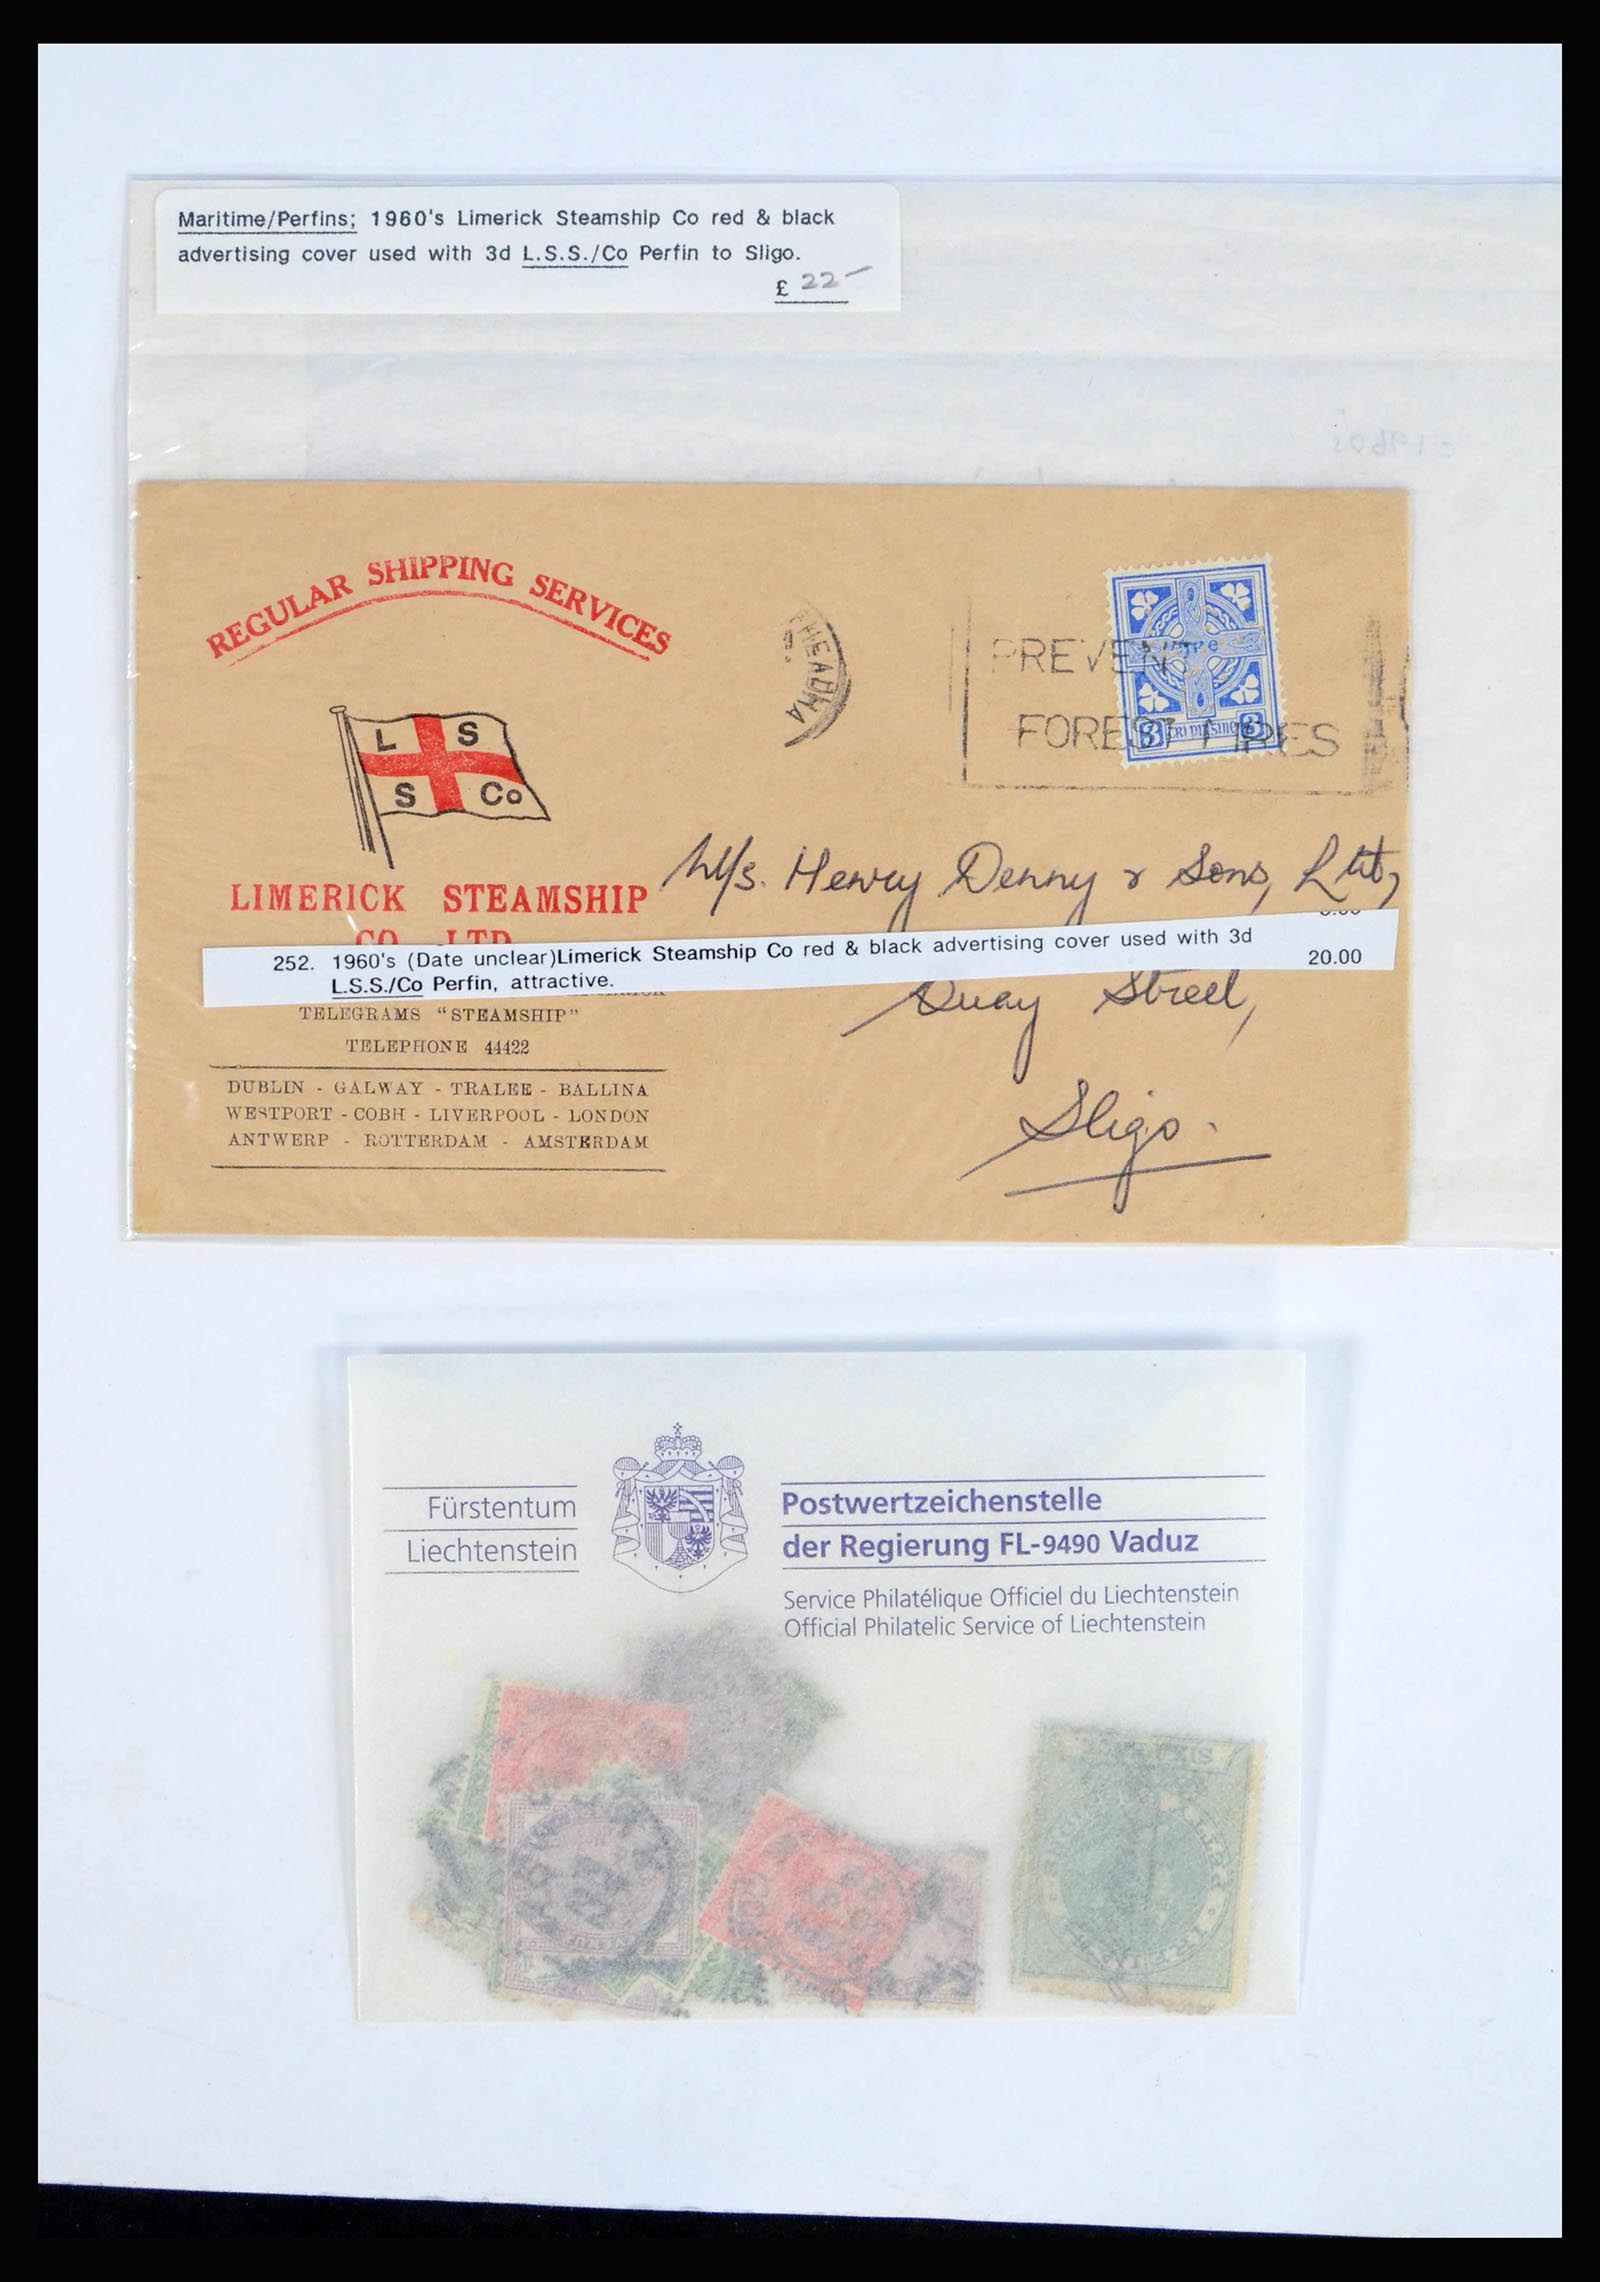 Maritime/Perfins; 1960's Limerick Steamship Co red & black
advertising cover used with 3d L.S.S./Co Perfin to Sligo.
£ 22-
REGULAR SHIPPING SERVICES
L S
S Co
LIMERICK STEAMSHIP
CO LTD
PREVENT
FOREST FIRES
M/s. Henry Denny & Sons, Ltd,
252. 1960's (Date unclear)Limerick Steamship Co red & black advertising cover used with 3d 20.00
L.S.S./Co Perfin, attractive.
Quay Street,
Sligo.
TELEGRAMS "STEAMSHIP"
TELEPHONE 44422
DUBLIN - GALWAY - TRALEE - BALLINA
WESTPORT - COBH - LIVERPOOL - LONDON
ANTWERP - ROTTERDAM - AMSTERDAM
Fürstentum
Liechtenstein
Postwertzeichenstelle
der Regierung FL-9490 Vaduz
Service Philatélique Officiel du Liechtenstein
Official Philatelic Service of Liechtenstein